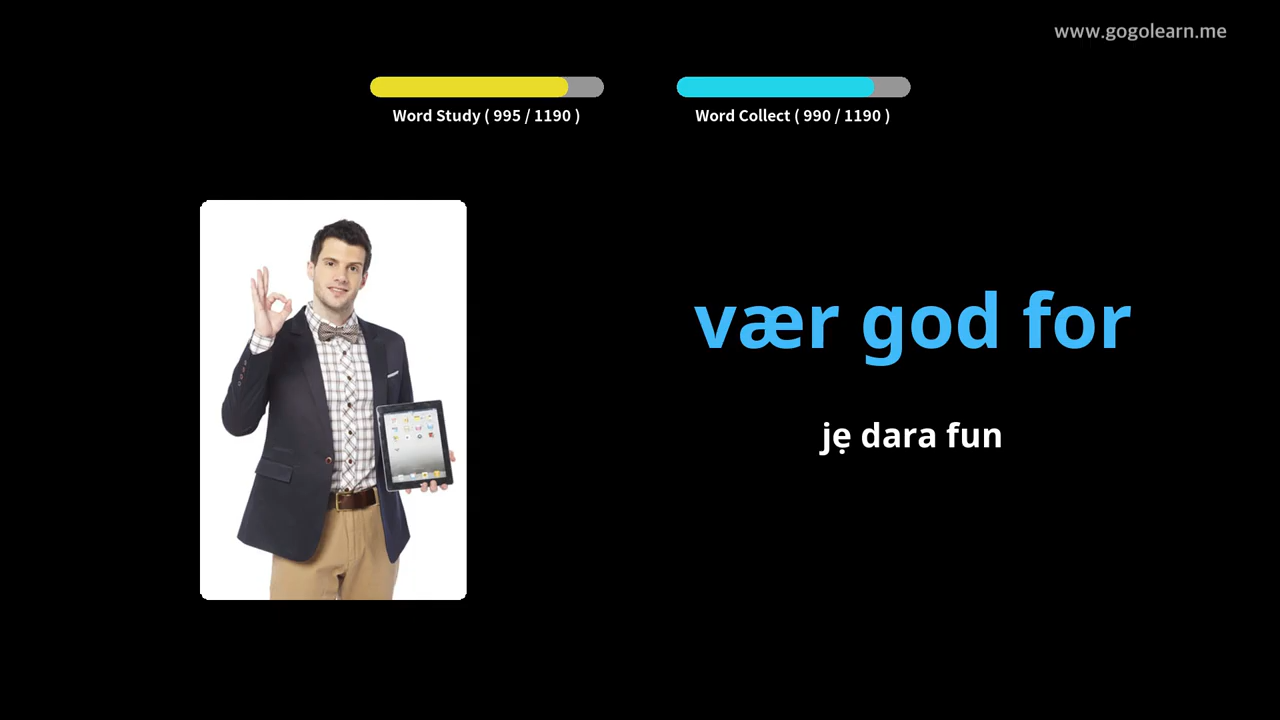 www.gogolearn.me
Word Study ( 995 / 1190 )
Word Collect ( 990 / 1190 )
vær god for
jẹ dara fun